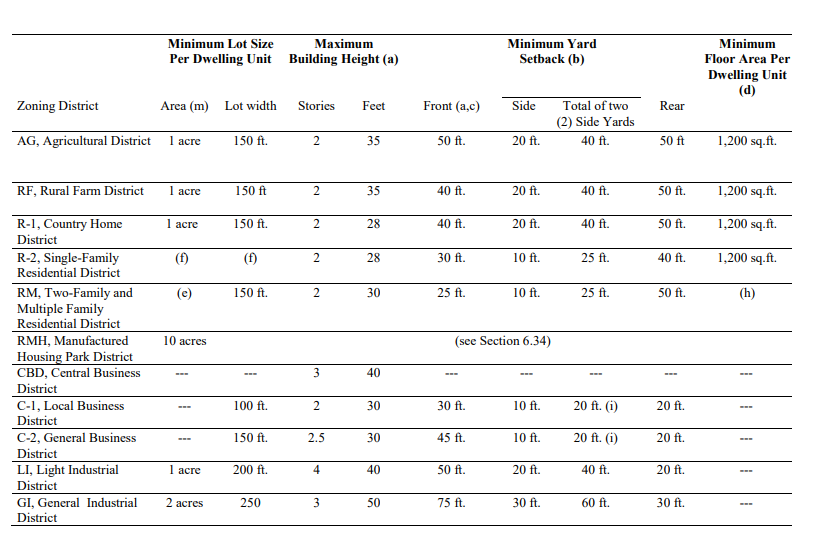 Minimum Lot Size Maximum Minimum Yard Minimum
Per Dwelling Unit Building Height (a) Setback (b) Floor Area Per
Dwelling Unit
(d)
Zoning District Area (m) Lot width Stories Feet Front (a,c) Side Total of two Rear
(2) Side Yards
AG, Agricultural District 1 acre 150 ft. 2 35 50 ft. 20 ft. 40 ft. 50 ft 1,200 sq.ft.
RF, Rural Farm District 1 acre 150 ft 2 35 40 ft. 20 ft. 40 ft. 50 ft. 1,200 sq.ft.
R-1, Country Home 1 acre 150 ft. 2 28 40 ft. 20 ft. 40 ft. 50 ft. 1,200 sq.ft.
District
R-2, Single-Family (f) (f) 2 28 30 ft. 10 ft. 25 ft. 40 ft. 1,200 sq.ft.
Residential District
RM, Two-Family and (e) 150 ft. 2 30 25 ft. 10 ft. 25 ft. 50 ft. (h)
Multiple Family
Residential District
RMH, Manufactured 10 acres (see Section 6.34)
Housing Park District
CBD, Central Business --- --- 3 40 --- --- --- --- ---
District
C-1, Local Business --- 100 ft. 2 30 30 ft. 10 ft. 20 ft. (i) 20 ft. ---
District
C-2, General Business --- 150 ft. 2.5 30 45 ft. 10 ft. 20 ft. (i) 20 ft. ---
District
LI, Light Industrial 1 acre 200 ft. 4 40 50 ft. 20 ft. 40 ft. 20 ft. ---
District
GI, General Industrial 2 acres 250 3 50 75 ft. 30 ft. 60 ft. 30 ft. ---
District